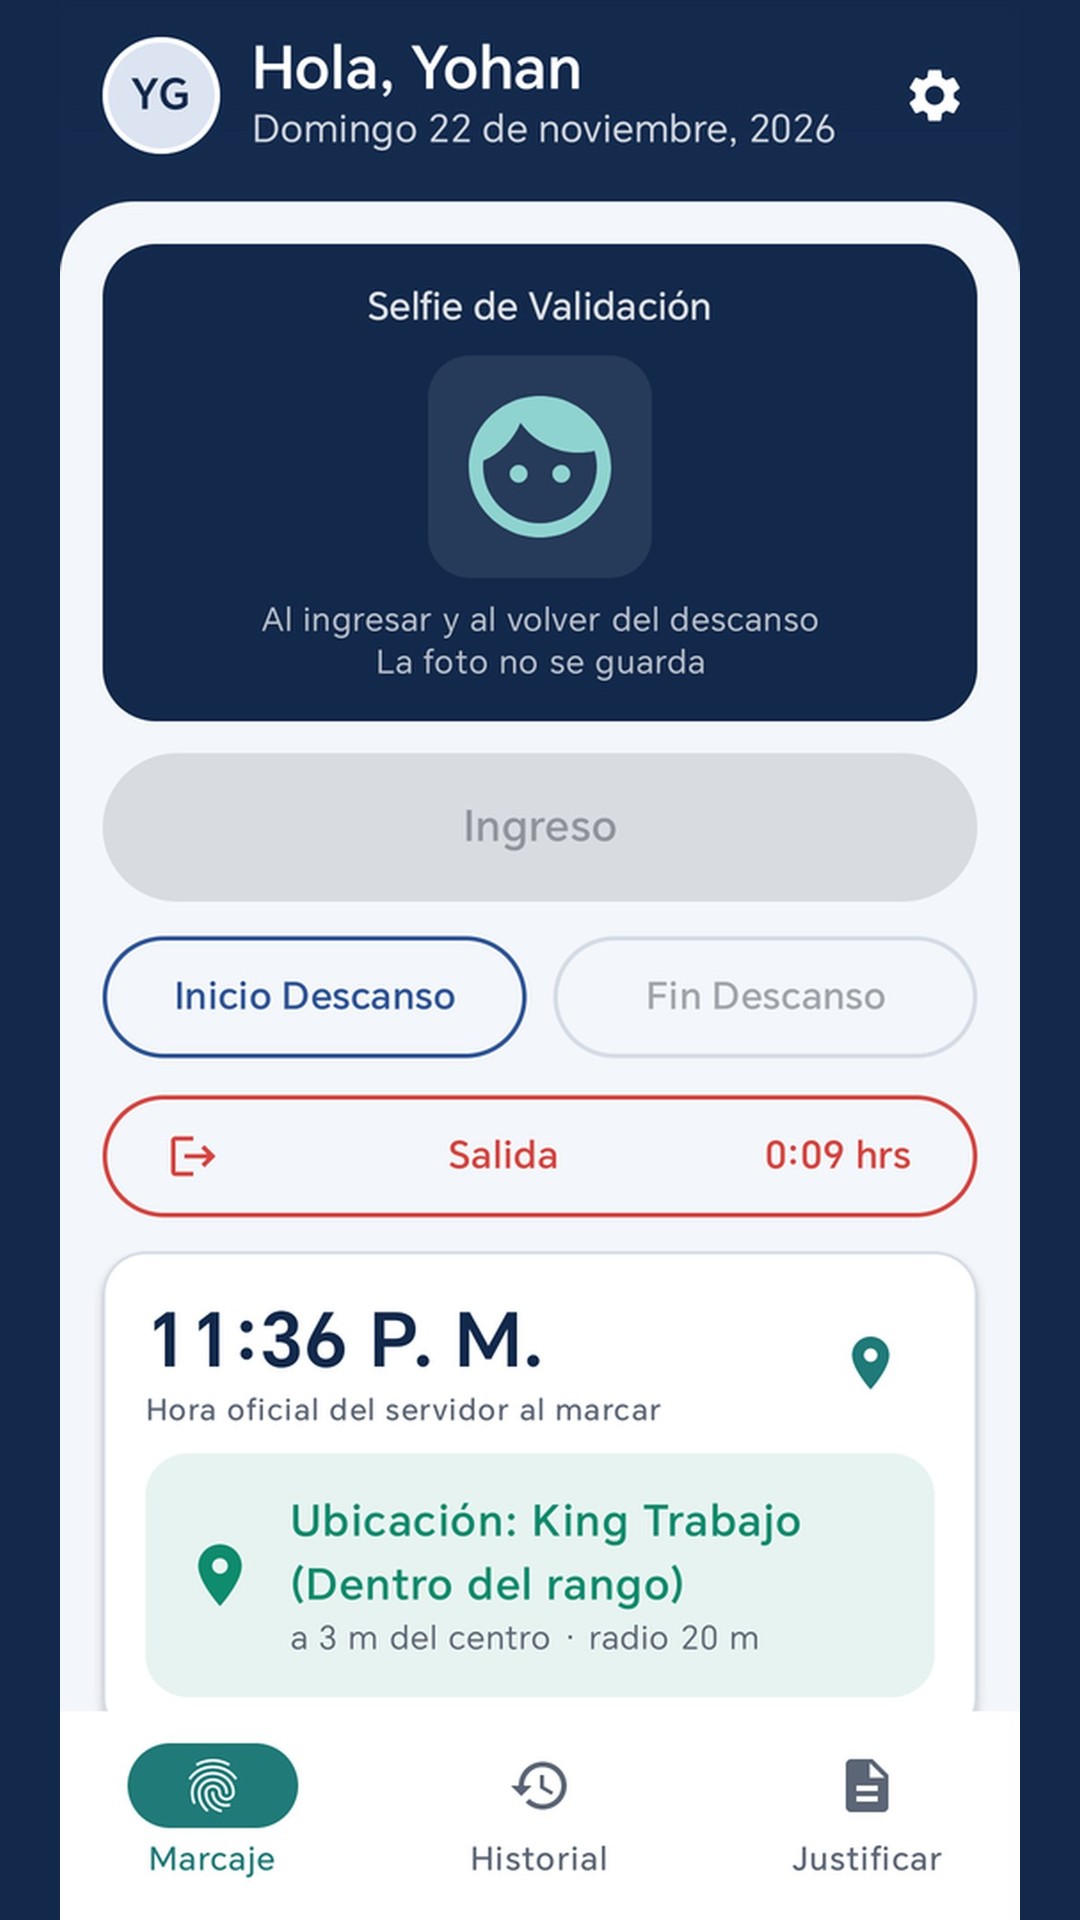 YG
Hola, Yohan
Domingo 22 de noviembre, 2026
Selfie de Validación
Al ingresar y al volver del descanso
La foto no se guarda
Ingreso
Inicio Descanso
Fin Descanso
Salida
0:09 hrs
11:36 P. M.
Hora oficial del servidor al marcar
Ubicación: King Trabajo
(Dentro del rango)
a 3 m del centro · radio 20 m
Marcaje
Historial
Justificar